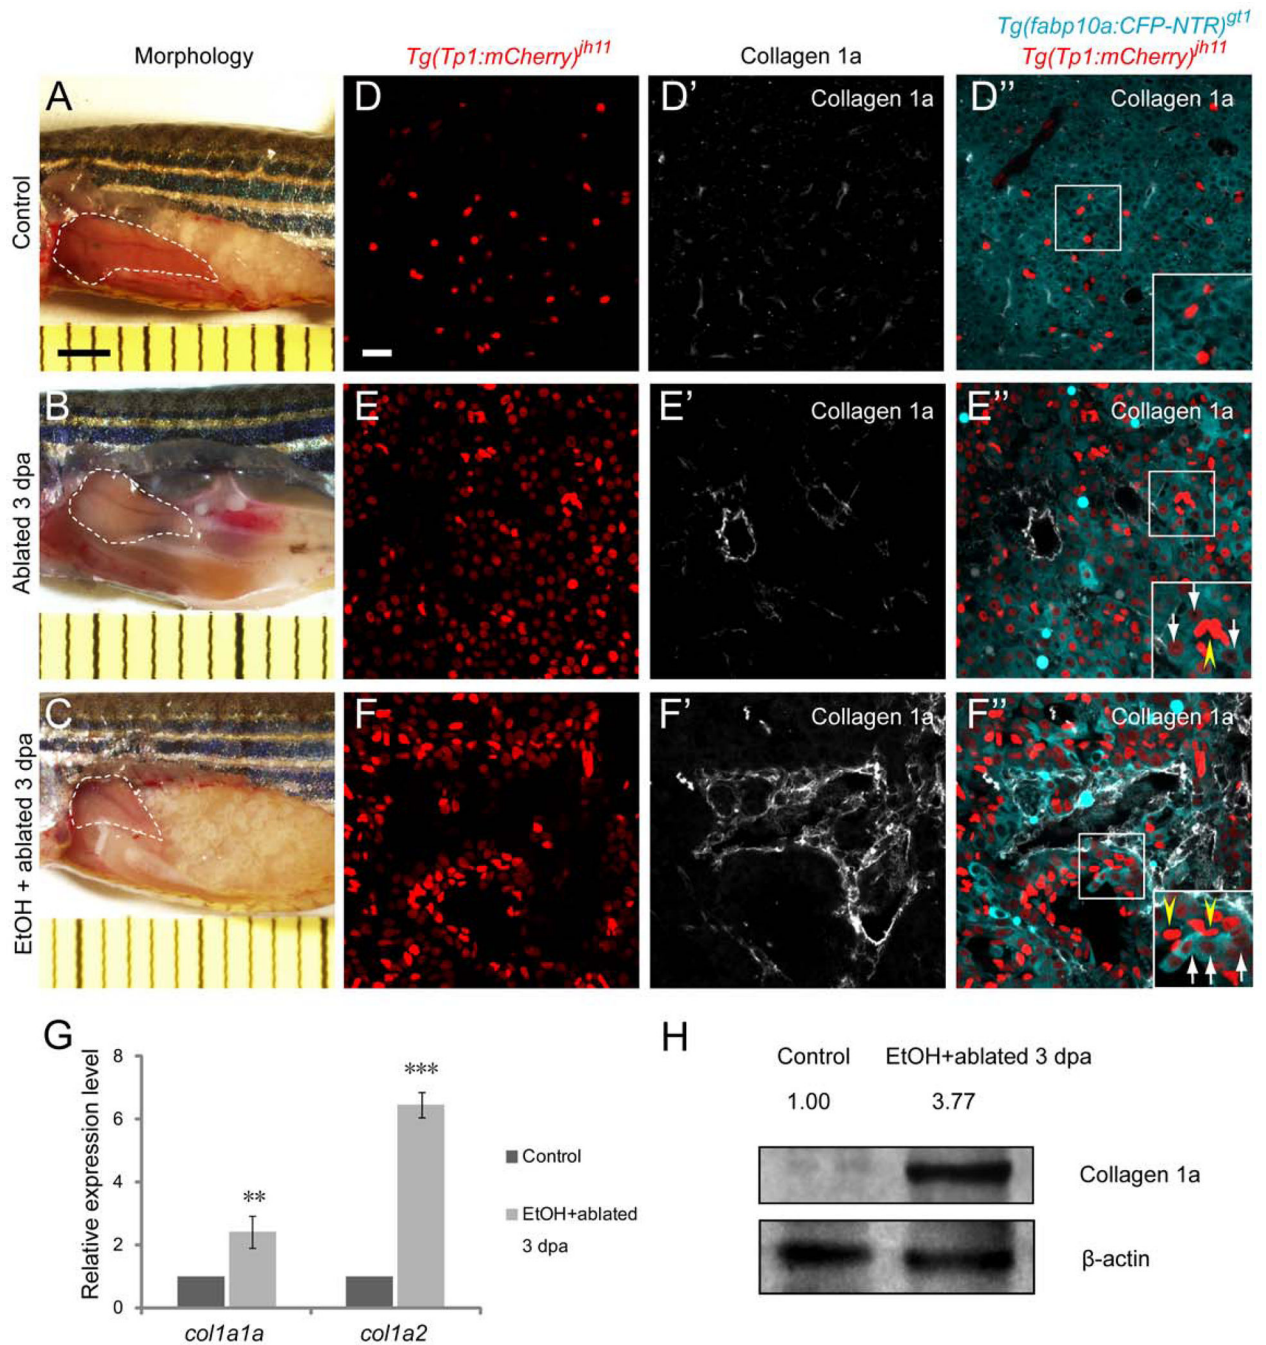 Tg(fabp10a:CFP-NTR)gt1
Morphology
Tg(Tp1:mCherry)jh11
Collagen 1a
Tg(Tp1:mCherry)jh11
Control
A
D
D’ Collagen 1a
D’’ Collagen 1a
Ablated 3 dpa
B
E
E’ Collagen 1a
E’’ Collagen 1a
EtOH + ablated 3 dpa
C
F
F’ Collagen 1a
F’’ Collagen 1a
G
Relative expression level
8
6
4
2
0
**
***
col1a1a
col1a2
Control
EtOH+ablated
3 dpa
H
Control EtOH+ablated 3 dpa
1.00 3.77
Collagen 1a
β-actin